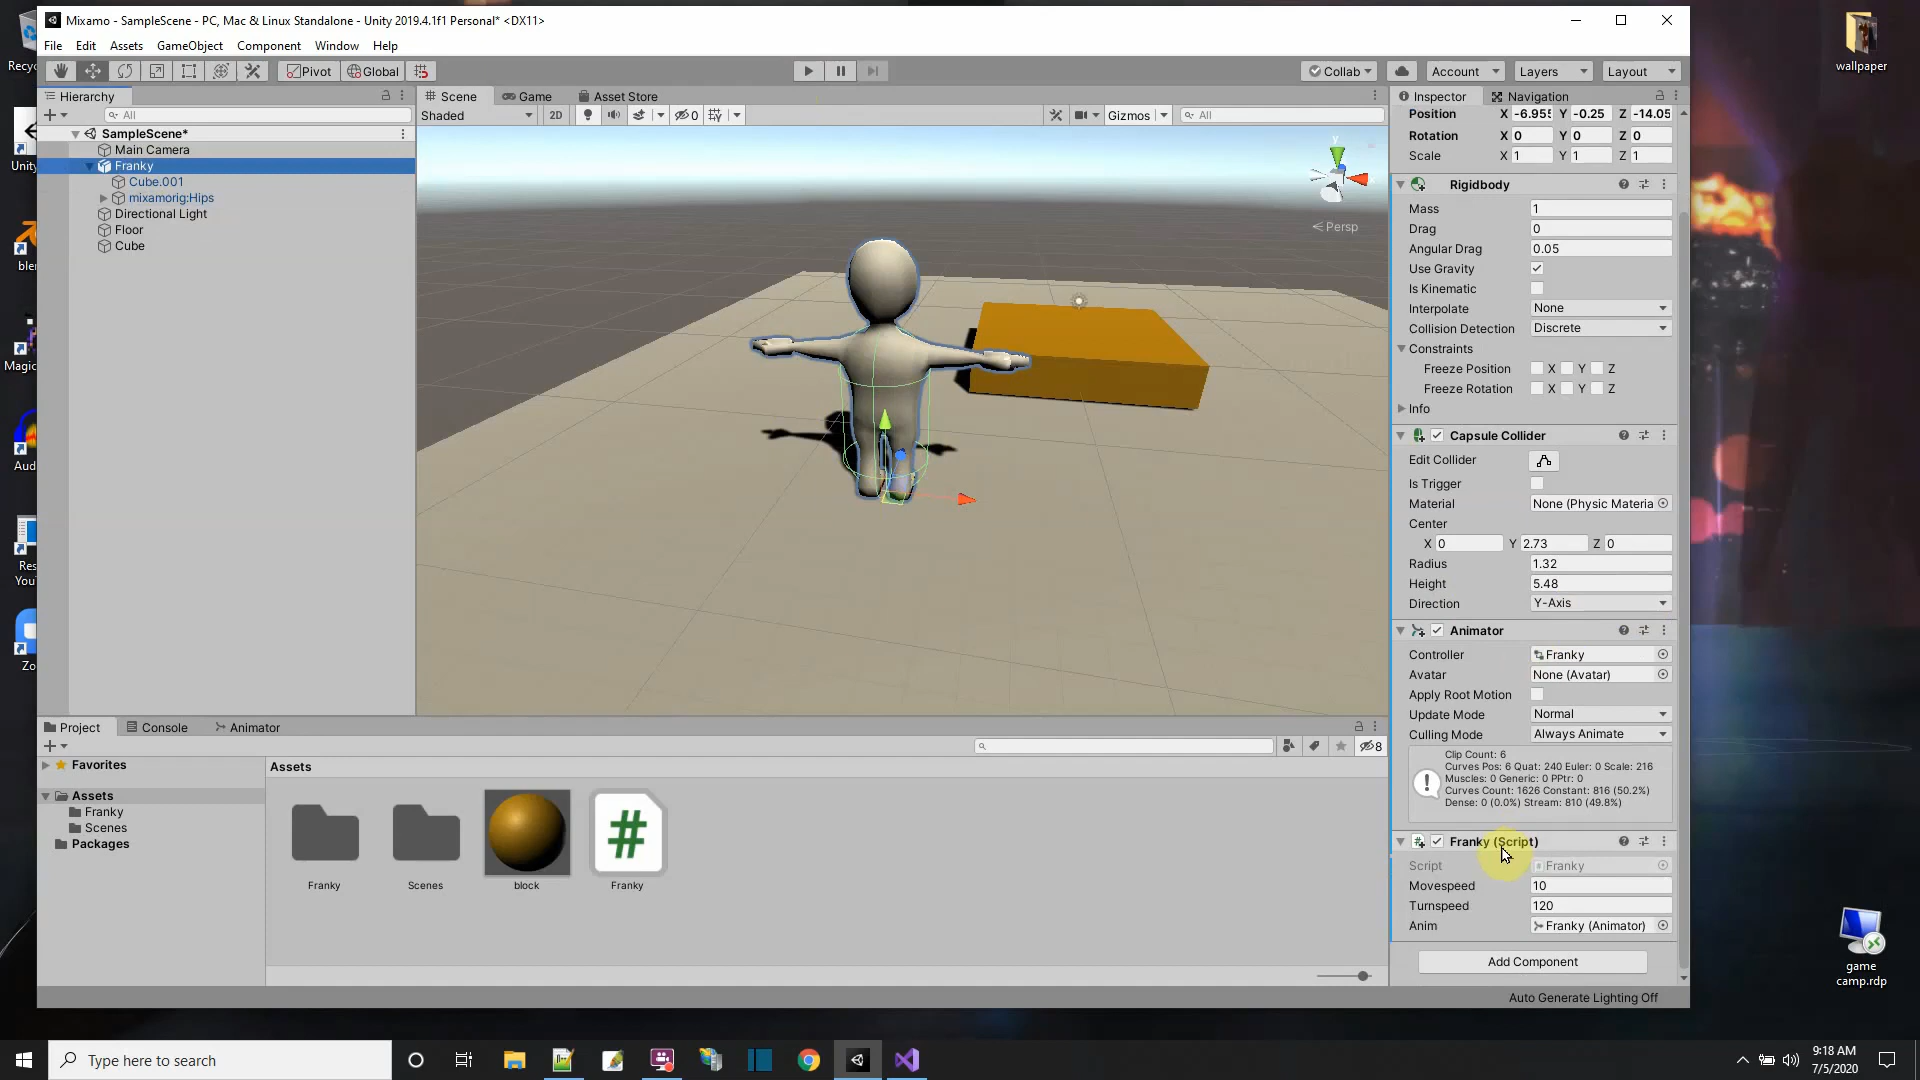 Mixamo - SampleScene - PC, Mac & Linux Standalone - Unity 2019.4.1f1 Personal* <DX11>
File Edit Assets GameObject Component Window Help
Pivot Global Collab Account Layers Layout
Hierarchy
All
SampleScene*
Main Camera
Franky
Cube.001
mixamorig:Hips
Directional Light
Floor
Cube
Scene Game Asset Store
Shaded 2D 0 Gizmos All
y
Persp
Inspector Navigation
Position X -6.955 Y -0.25 Z -14.05
Rotation X 0 Y 0 Z 0
Scale X 1 Y 1 Z 1
Rigidbody
Mass 1
Drag 0
Angular Drag 0.05
Use Gravity
Is Kinematic
Interpolate None
Collision Detection Discrete
Constraints
Freeze Position X Y Z
Freeze Rotation X Y Z
Info
Capsule Collider
Edit Collider
Is Trigger
Material None (Physic Materia
Center
X 0 Y 2.73 Z 0
Radius 1.32
Height 5.48
Direction Y-Axis
Animator
Controller Franky
Avatar None (Avatar)
Apply Root Motion
Update Mode Normal
Culling Mode Always Animate
Clip Count: 6
Curves Pos: 6 Quat: 240 Euler: 0 Scale: 216
Muscles: 0 Generic: 0 PPtr: 0
Curves Count: 1626 Constant: 816 (50.2%)
Dense: 0 (0.0%) Stream: 810 (49.8%)
Franky (Script)
Script Franky
Movespeed 10
Turnspeed 120
Anim Franky (Animator)
Add Component
Auto Generate Lighting Off
Project Console Animator
8
Favorites
Assets
Franky
Scenes
Packages
Assets
Franky Scenes block Franky
Recyc
Unity
blen
Magic
Auda
Res
YouT
Zo
wallpaper
game
camp.rdp
Type here to search
9:18 AM
7/5/2020